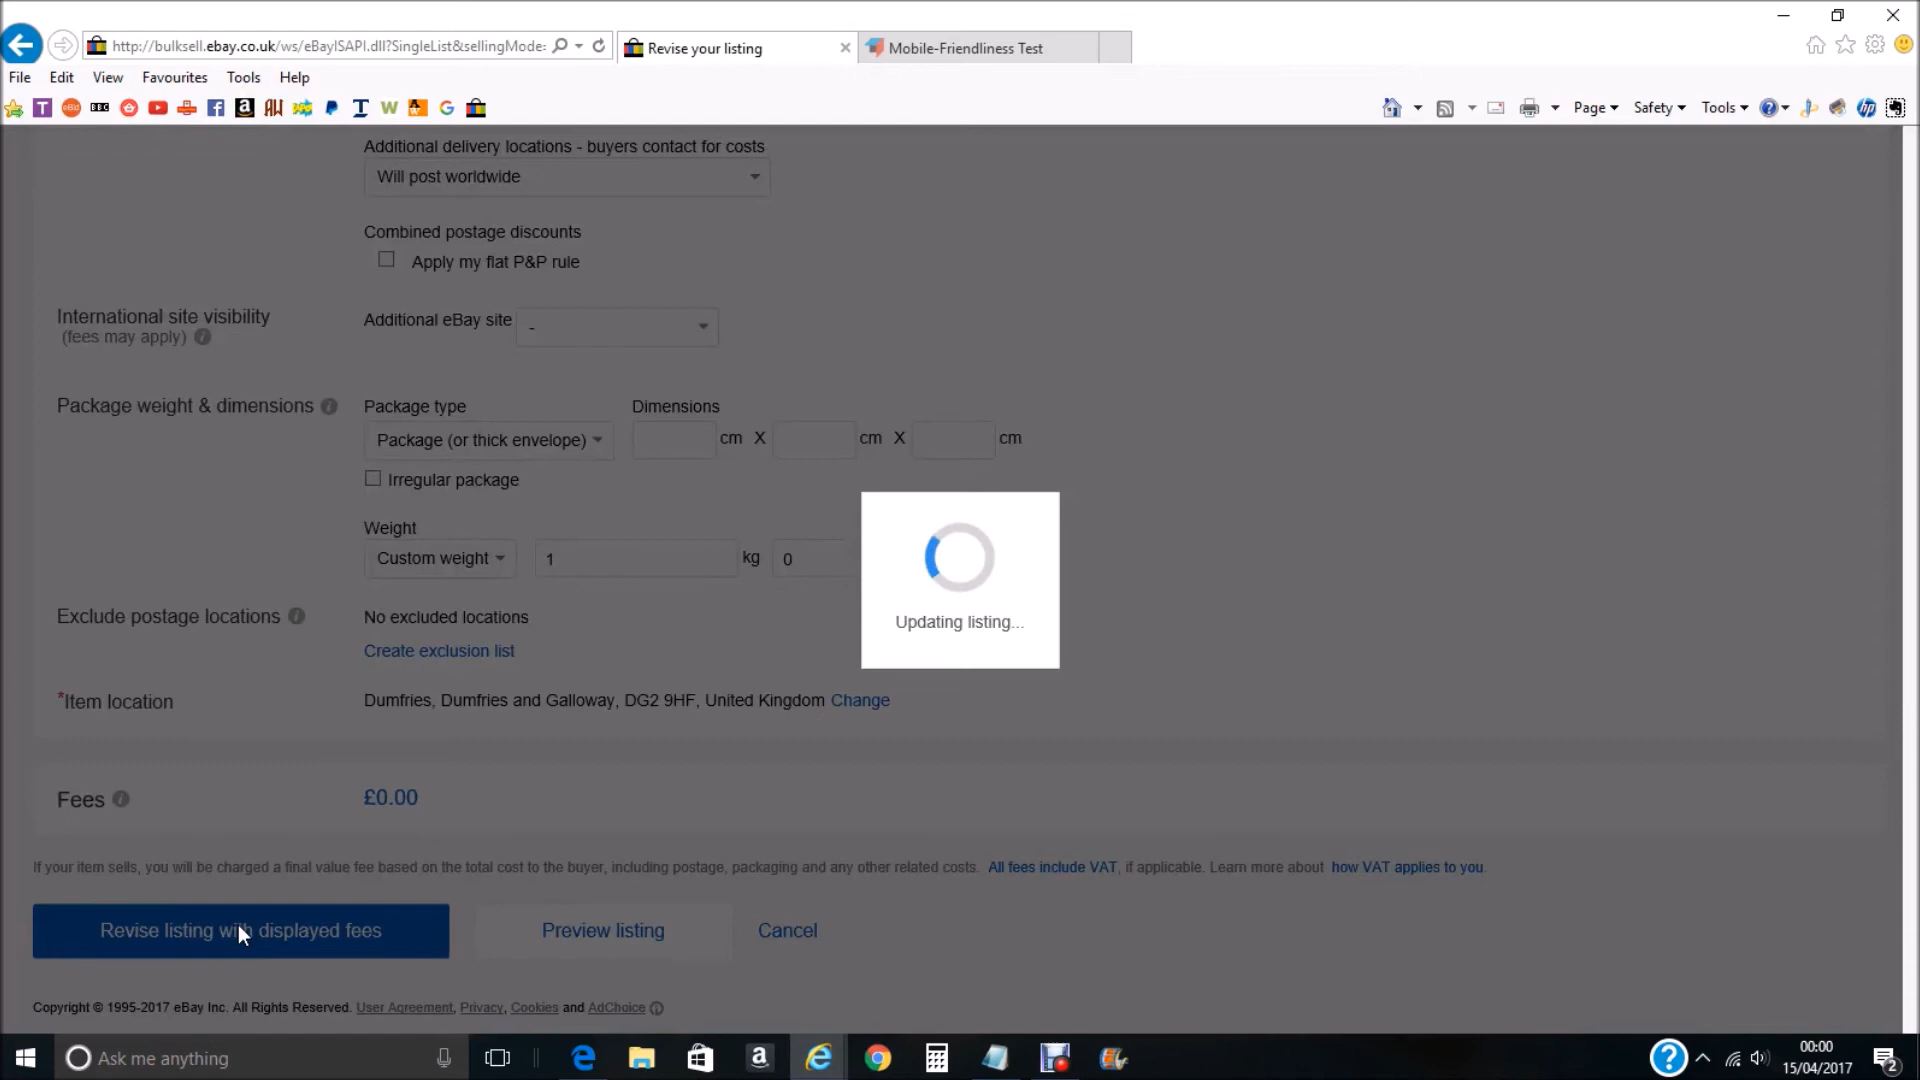 http://bulksell.ebay.co.uk/ws/eBayISAPI.dll?SingleList&sellingMode=
Revise your listing
Mobile-Friendliness Test
File Edit View Favourites Tools Help
Page Safety Tools
Additional delivery locations - buyers contact for costs
Will post worldwide
Combined postage discounts
Apply my flat P&P rule
International site visibility
(fees may apply)
Additional eBay site -
Package weight & dimensions
Package type
Dimensions
Package (or thick envelope)
cm X cm X cm
Irregular package
Weight
Custom weight 1 kg 0
Updating listing...
Exclude postage locations
No excluded locations
Create exclusion list
*Item location
Dumfries, Dumfries and Galloway, DG2 9HF, United Kingdom Change
Fees £0.00
If your item sells, you will be charged a final value fee based on the total cost to the buyer, including postage, packaging and any other related costs. All fees include VAT, if applicable. Learn more about how VAT applies to you.
Revise listing with displayed fees
Preview listing
Cancel
Copyright © 1995-2017 eBay Inc. All Rights Reserved. User Agreement, Privacy, Cookies and AdChoice
Ask me anything
00:00
15/04/2017
2